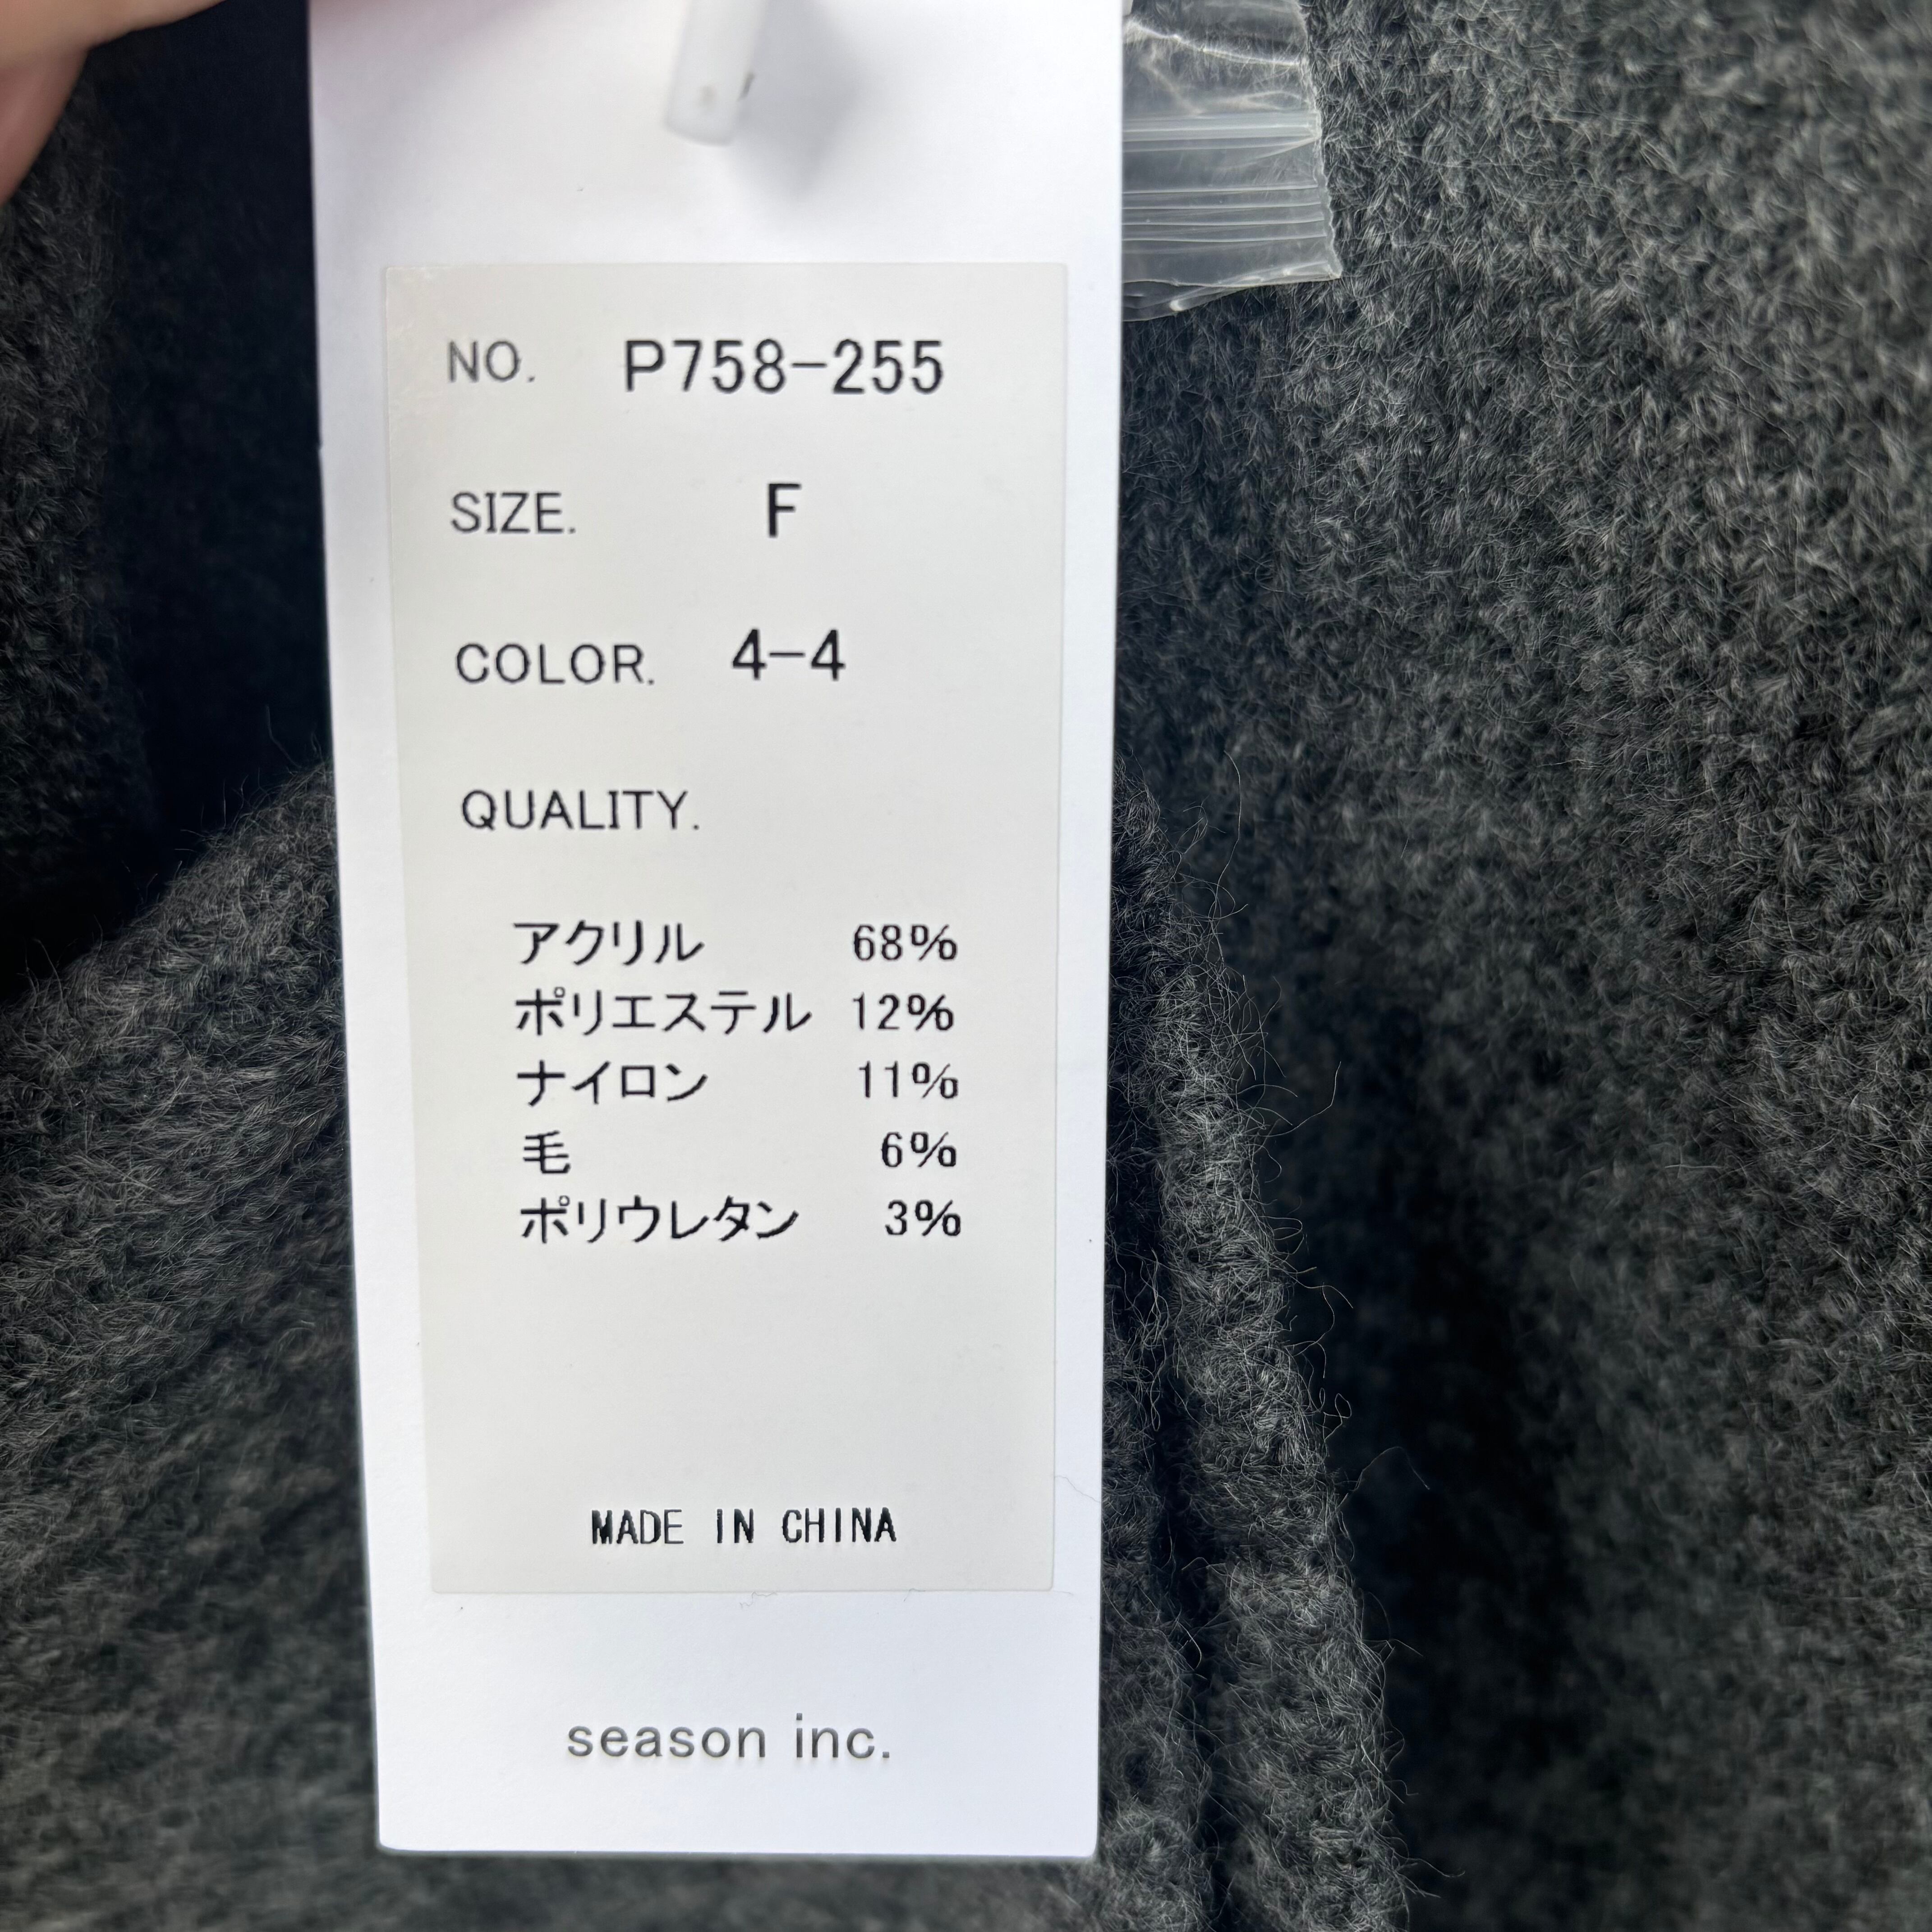 NO. P758-255
SIZE. F
COLOR. 4-4
QUALITY.
アクリル 68%
ポリエステル 12%
ナイロン 11%
毛 6%
ポリウレタン 3%
MADE IN CHINA
season inc.